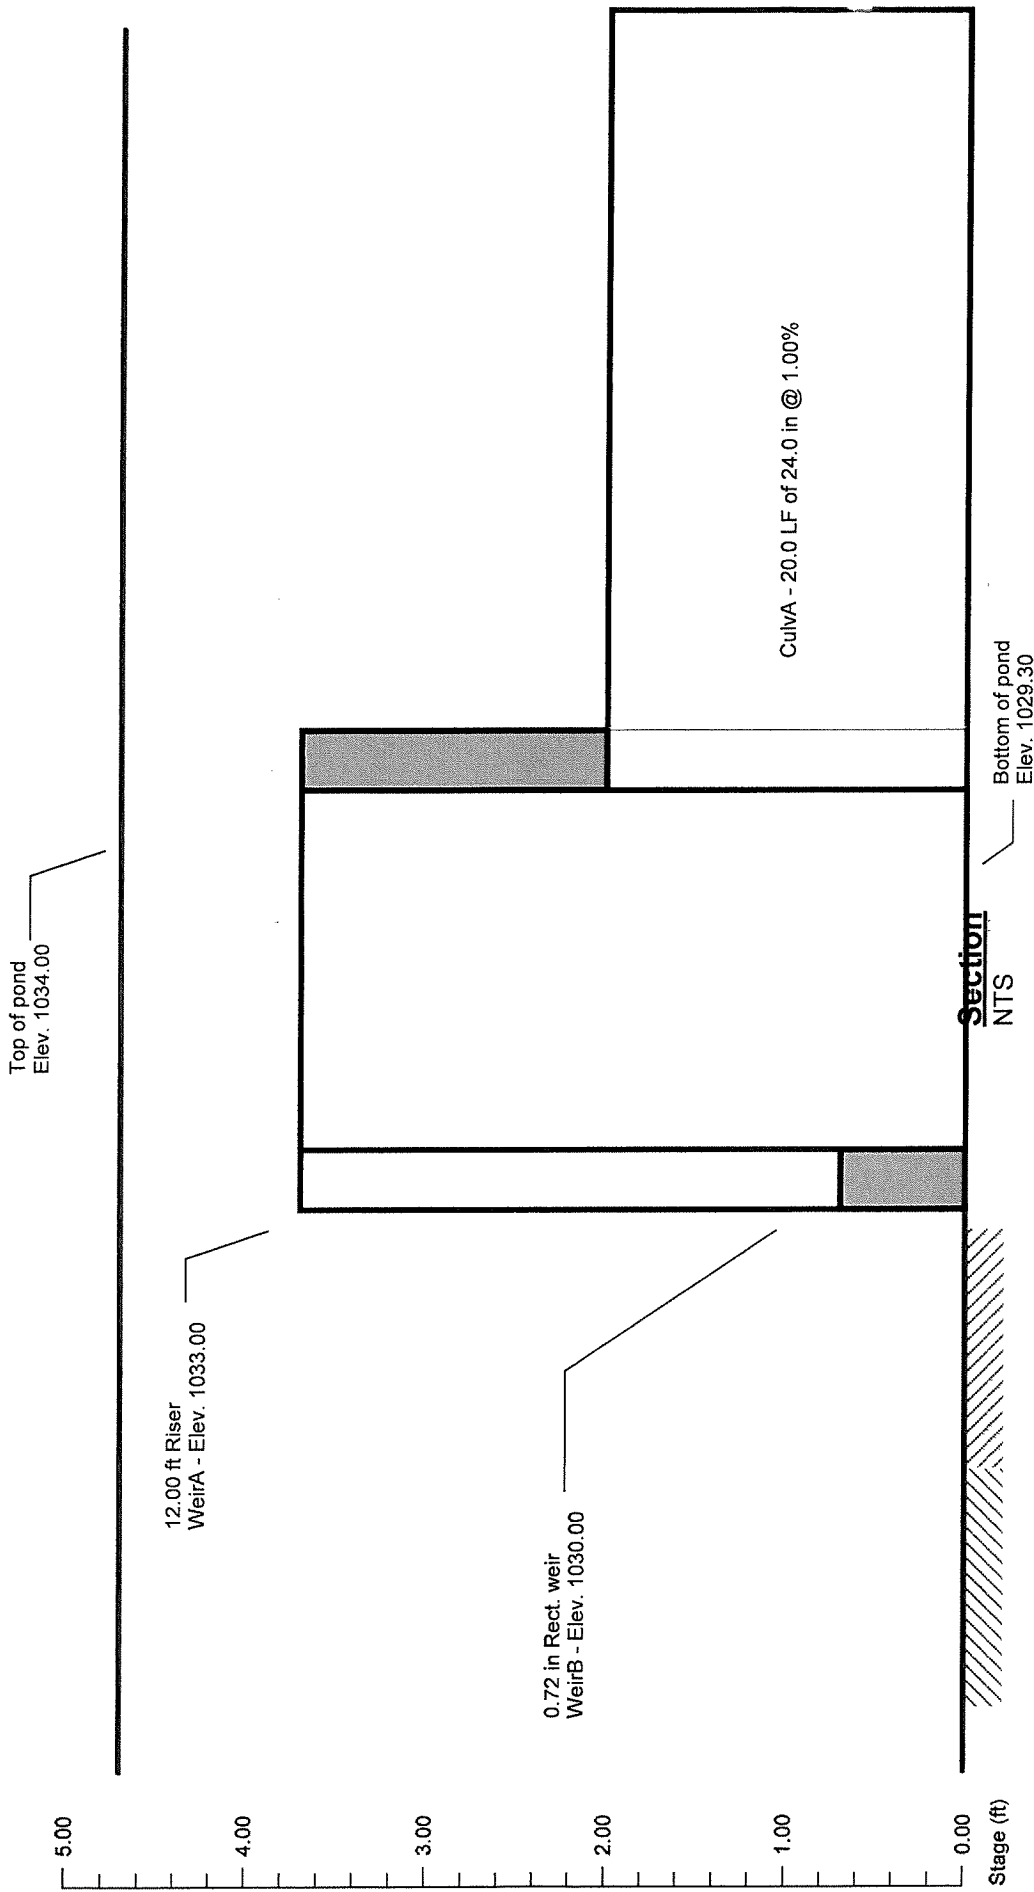 Top of pond
Elev. 1034.00
12.00 ft Riser
WeirA - Elev. 1033.00
0.72 in Rect. weir
WeirB - Elev. 1030.00
CulvA - 20.0 LF of 24.0 in @ 1.00%
Bottom of pond
Elev. 1029.30
Section
NTS
5.00
4.00
3.00
2.00
1.00
0.00
Stage (ft)